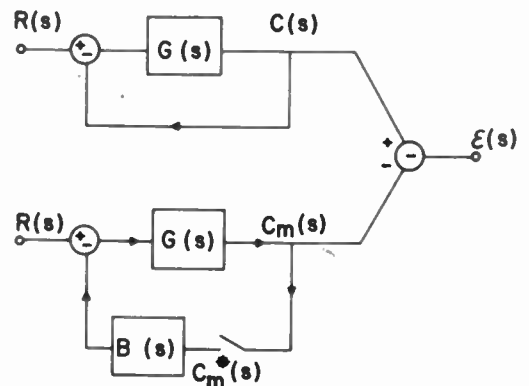 R(s) + - G(s) C(s)
+ - - Ɛ(s)
R(s) + - G(s) Cm(s)
B (s) Cm*(s)